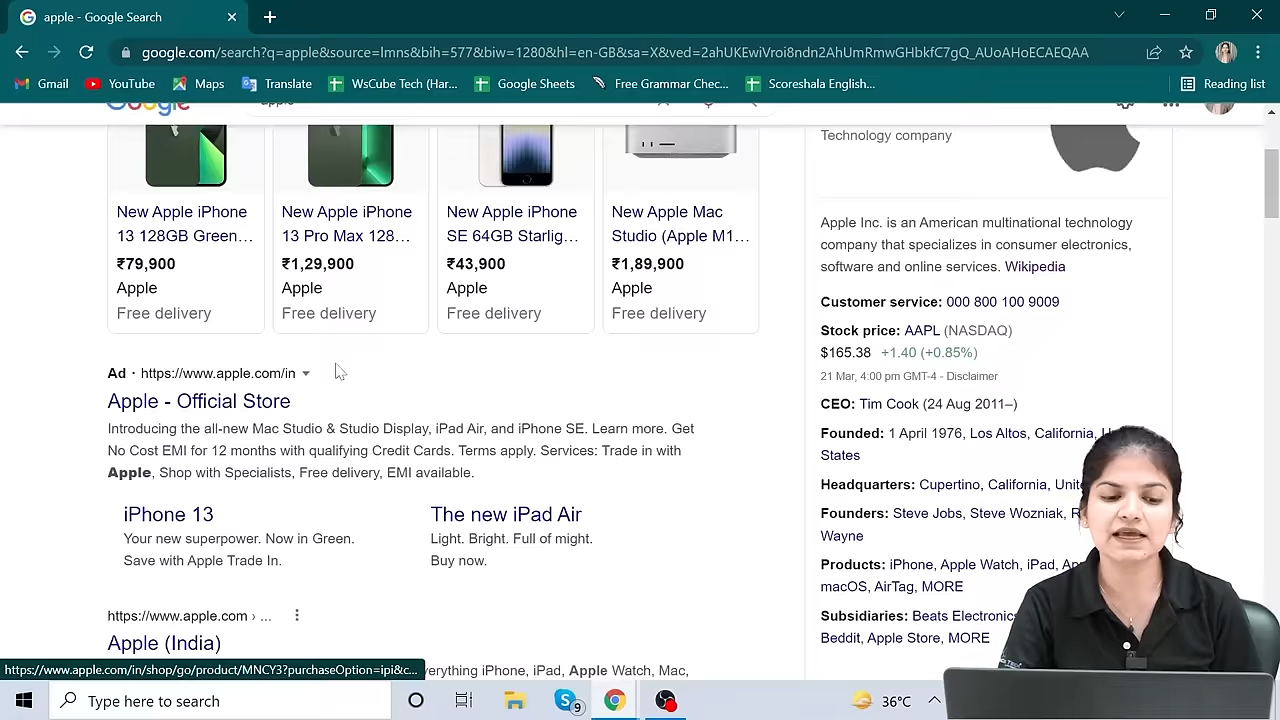 apple - Google Search
google.com/search?q=apple&source=lmns&bih=577&biw=1280&hl=en-GB&sa=X&ved=2ahUKEwiVroi8ndn2AhUmRmwGHbkfC7gQ_AUoAHoECAEQAA
Gmail
YouTube
Maps
Translate
WsCube Tech (Har...
Google Sheets
Free Grammar Chec...
Scoreshala English...
Reading list
Google
apple
New Apple iPhone
13 128GB Green...
₹79,900
Apple
Free delivery
New Apple iPhone
13 Pro Max 128...
₹1,29,900
Apple
Free delivery
New Apple iPhone
SE 64GB Starlig...
₹43,900
Apple
Free delivery
New Apple Mac
Studio (Apple M1...
₹1,89,900
Apple
Free delivery
Ad · https://www.apple.com/in
Apple - Official Store
Introducing the all-new Mac Studio & Studio Display, iPad Air, and iPhone SE. Learn more. Get
No Cost EMI for 12 months with qualifying Credit Cards. Terms apply. Services: Trade in with
Apple, Shop with Specialists, Free delivery, EMI available.
iPhone 13
Your new superpower. Now in Green.
Save with Apple Trade In.
The new iPad Air
Light. Bright. Full of might.
Buy now.
https://www.apple.com › ...
Apple (India)
everything iPhone, iPad, Apple Watch, Mac,
https://www.apple.com/in/shop/go/product/MNCY3?purchaseOption=ipi&c...
Technology company
Apple Inc. is an American multinational technology
company that specializes in consumer electronics,
software and online services. Wikipedia
Customer service: 000 800 100 9009
Stock price: AAPL (NASDAQ)
$165.38 +1.40 (+0.85%)
21 Mar, 4:00 pm GMT-4 - Disclaimer
CEO: Tim Cook (24 Aug 2011–)
Founded: 1 April 1976, Los Altos, California,
States
Headquarters: Cupertino, California,
Founders: Steve Jobs, Steve Wozniak,
Wayne
Products: iPhone, Apple Watch, iPad,
macOS, AirTag, MORE
Subsidiaries: Beats
Beddit, Apple Store, MORE
Type here to search
9
36°C